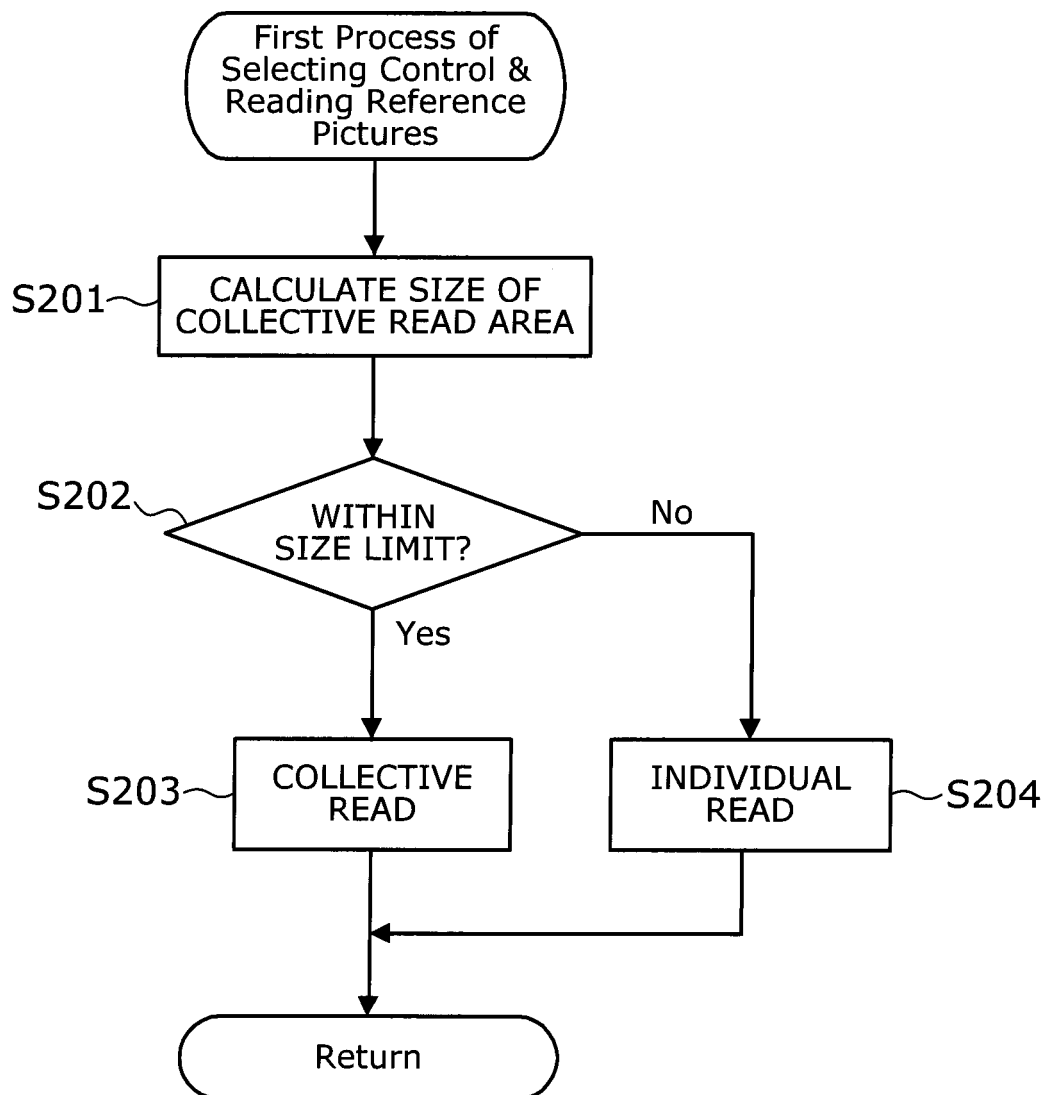 First Process of
Selecting Control &
Reading Reference
Pictures
S201
CALCULATE SIZE OF
COLLECTIVE READ AREA
S202
WITHIN
SIZE LIMIT?
No
Yes
S203
COLLECTIVE
READ
INDIVIDUAL
READ
S204
Return